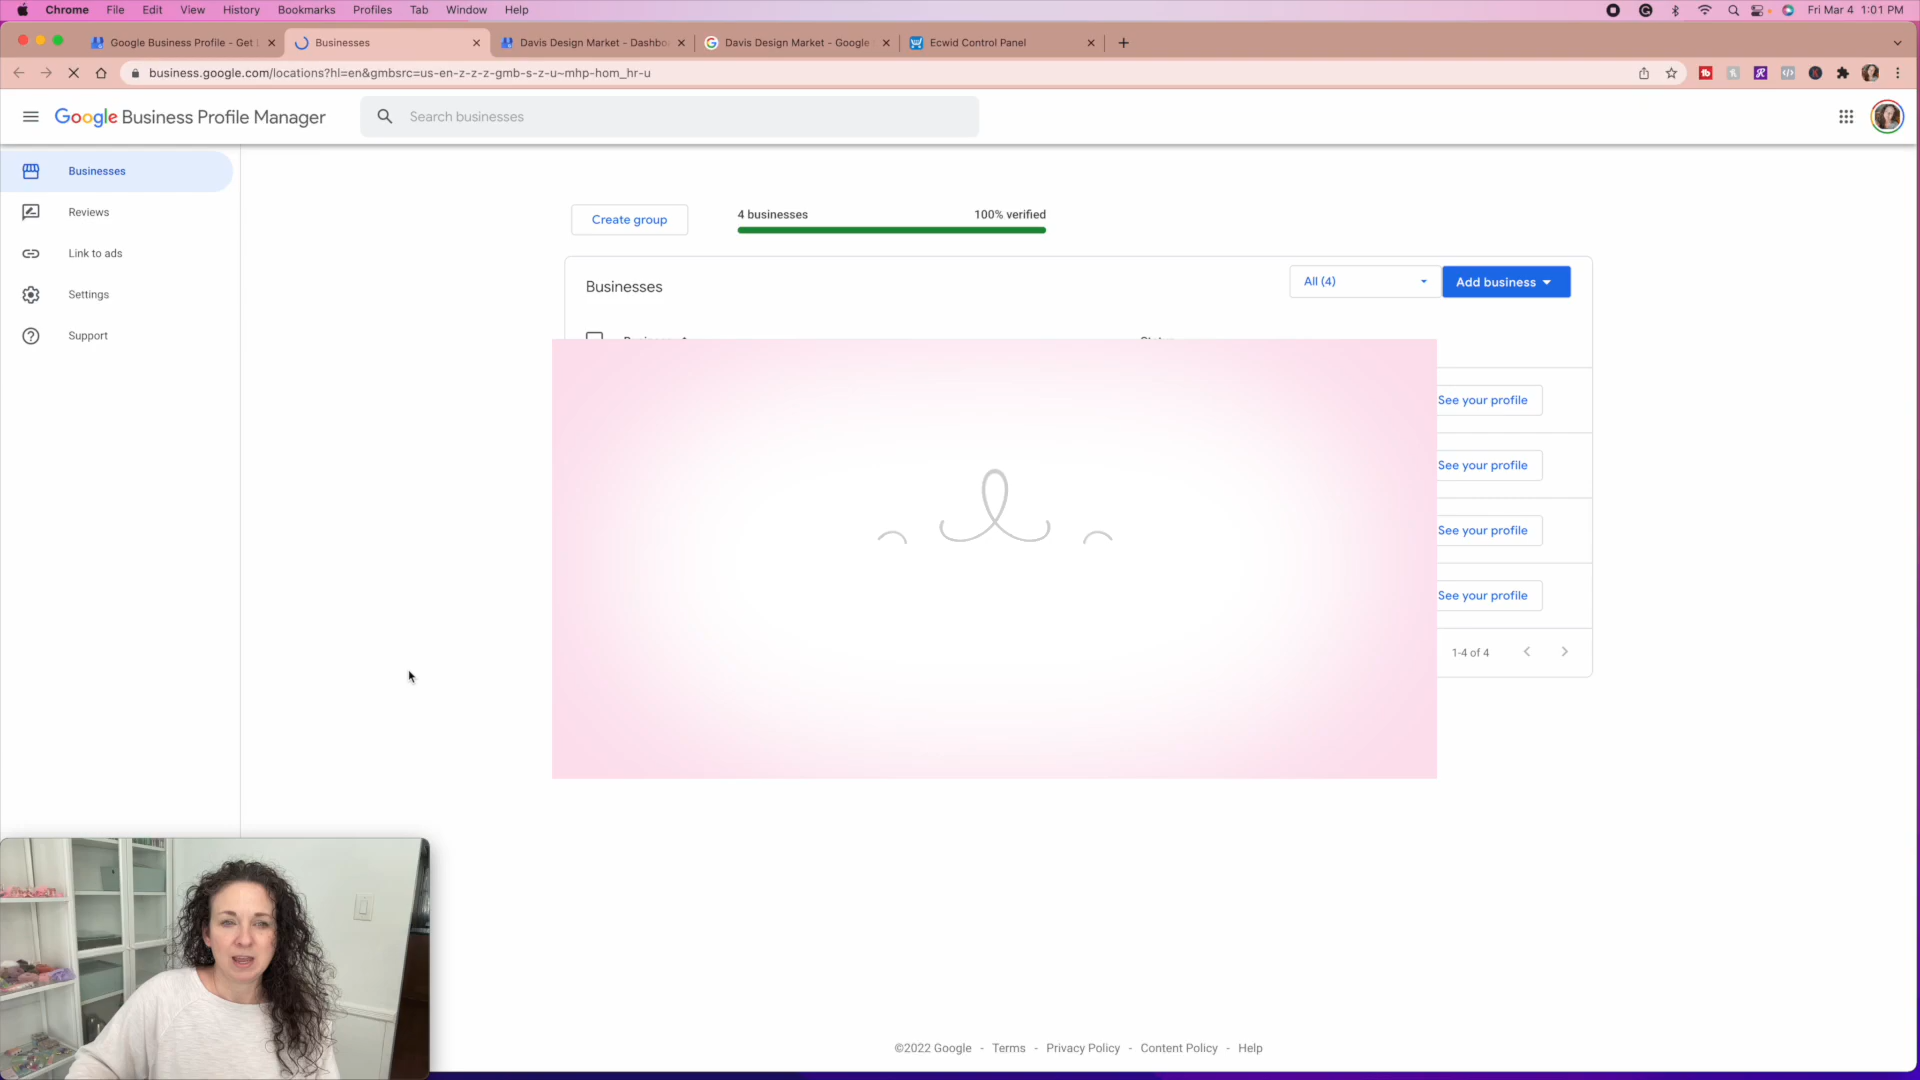 Chrome File Edit View History Bookmarks Profiles Tab Window Help Fri Mar 4 1:01 PM
Google Business Profile - Get Businesses Davis Design Market - Dashbo Davis Design Market - Google Ecwid Control Panel
business.google.com/locations?hl=en&gmbsrc=us-en-z-z-z-gmb-s-z-u~mhp-hom_hr-u
Google Business Profile Manager Search businesses
Businesses
Reviews
Link to ads
Settings
Support
Create group 4 businesses 100% verified
Businesses All (4) Add business
See your profile
See your profile
See your profile
See your profile
1-4 of 4
©2022 Google - Terms - Privacy Policy - Content Policy - Help